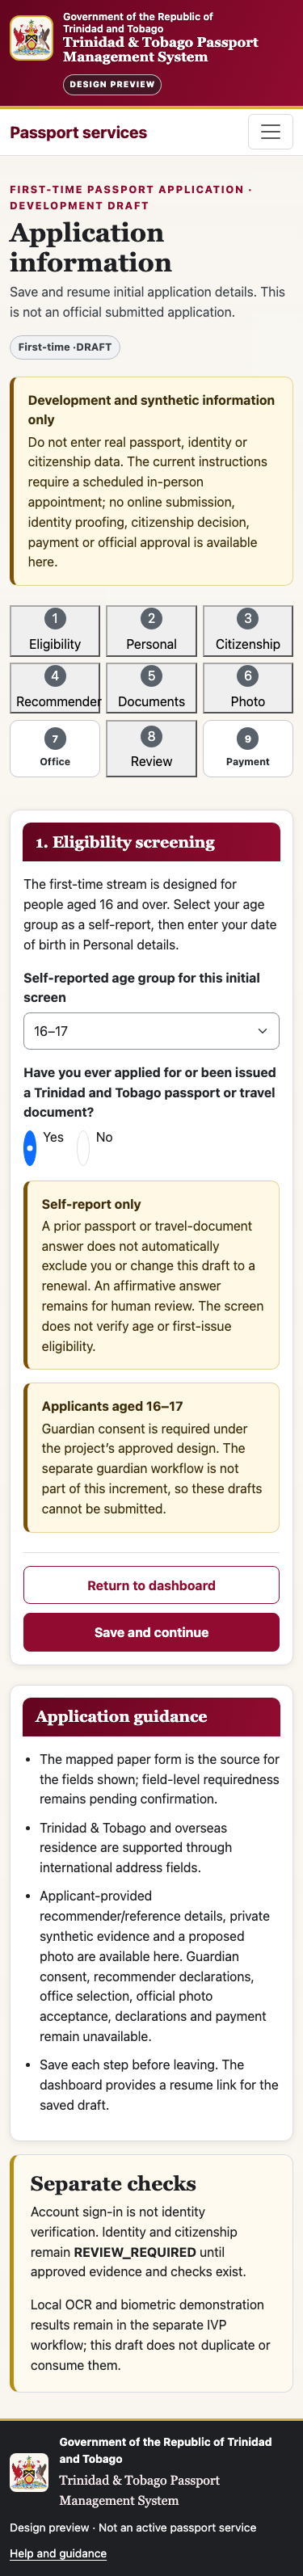 Government of the Republic of
Trinidad and Tobago
Trinidad & Tobago Passport
Management System
DESIGN PREVIEW
Passport services
FIRST-TIME PASSPORT APPLICATION ·
DEVELOPMENT DRAFT
Application
information
Save and resume initial application details. This
is not an official submitted application.
First-time ·DRAFT
Development and synthetic information
only
Do not enter real passport, identity or
citizenship data. The current instructions
require a scheduled in-person
appointment; no online submission,
identity proofing, citizenship decision,
payment or official approval is available
here.
1
Eligibility
2
Personal
3
Citizenship
4
Recommender
5
Documents
6
Photo
7
Office
8
Review
9
Payment
1. Eligibility screening
The first-time stream is designed for
people aged 16 and over. Select your age
group as a self-report, then enter your date
of birth in Personal details.
Self-reported age group for this initial
screen
16–17
Have you ever applied for or been issued
a Trinidad and Tobago passport or travel
document?
Yes No
Self-report only
A prior passport or travel-document
answer does not automatically
exclude you or change this draft to a
renewal. An affirmative answer
remains for human review. The screen
does not verify age or first-issue
eligibility.
Applicants aged 16–17
Guardian consent is required under
the project's approved design. The
separate guardian workflow is not
part of this increment, so these drafts
cannot be submitted.
Return to dashboard
Save and continue
Application guidance
• The mapped paper form is the source for
the fields shown; field-level requiredness
remains pending confirmation.
• Trinidad & Tobago and overseas
residence are supported through
international address fields.
• Applicant-provided
recommender/reference details, private
synthetic evidence and a proposed
photo are available here. Guardian
consent, recommender declarations,
office selection, official photo
acceptance, declarations and payment
remain unavailable.
• Save each step before leaving. The
dashboard provides a resume link for the
saved draft.
Separate checks
Account sign-in is not identity
verification. Identity and citizenship
remain REVIEW_REQUIRED until
approved evidence and checks exist.
Local OCR and biometric demonstration
results remain in the separate IVP
workflow; this draft does not duplicate or
consume them.
Government of the Republic of Trinidad
and Tobago
Trinidad & Tobago Passport
Management System
Design preview · Not an active passport service
Help and guidance